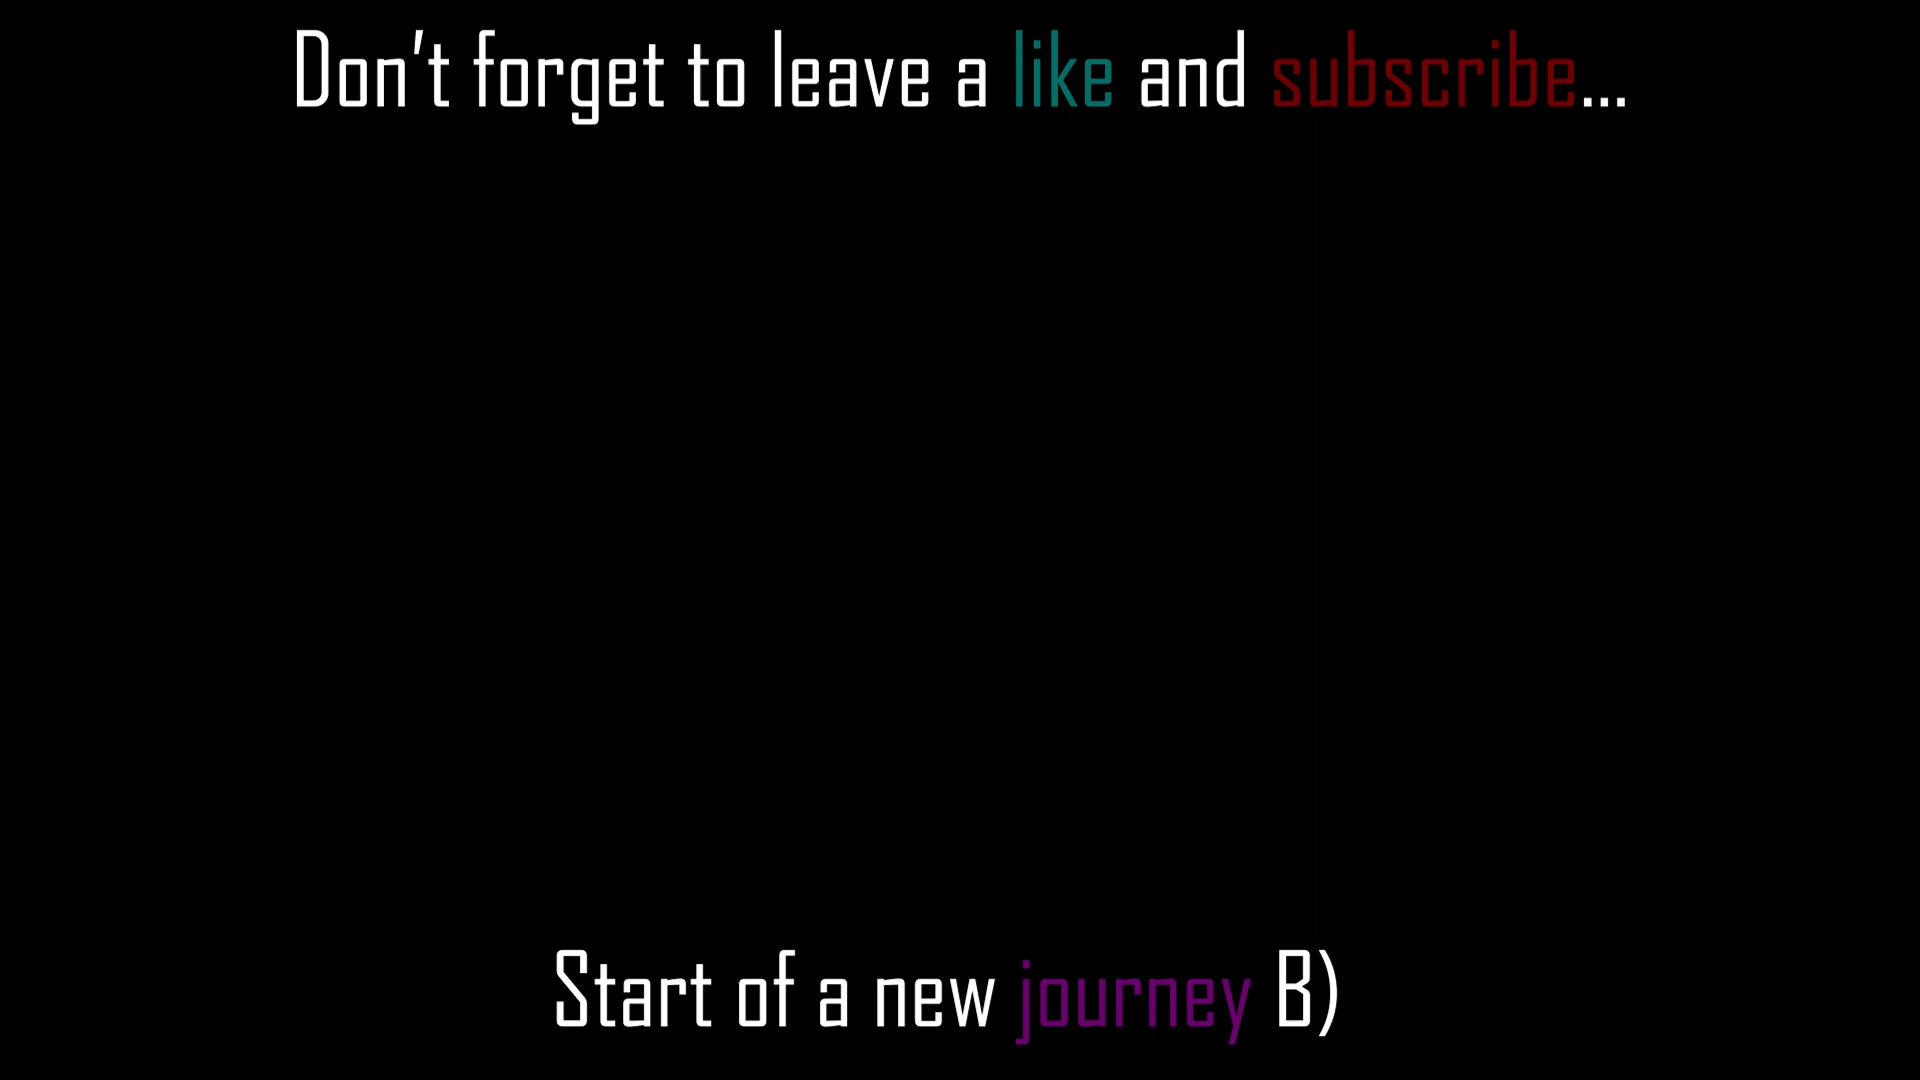 Don't forget to leave a like and subscribe...
Start of a new journey B)